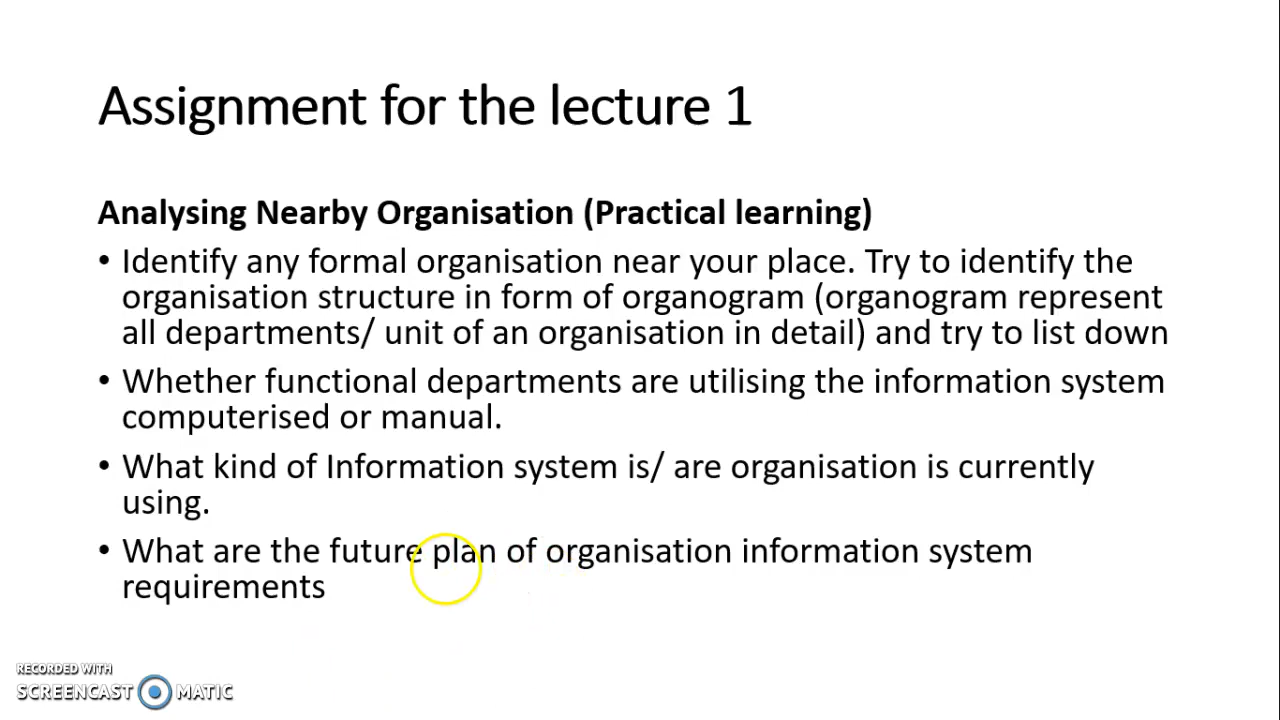 Assignment for the lecture 1
Analysing Nearby Organisation (Practical learning)
• Identify any formal organisation near your place. Try to identify the
organisation structure in form of organogram (organogram represent
all departments/ unit of an organisation in detail) and try to list down
• Whether functional departments are utilising the information system
computerised or manual.
• What kind of Information system is/ are organisation is currently
using.
• What are the future plan of organisation information system
requirements
RECORDED WITH
SCREENCAST MATIC